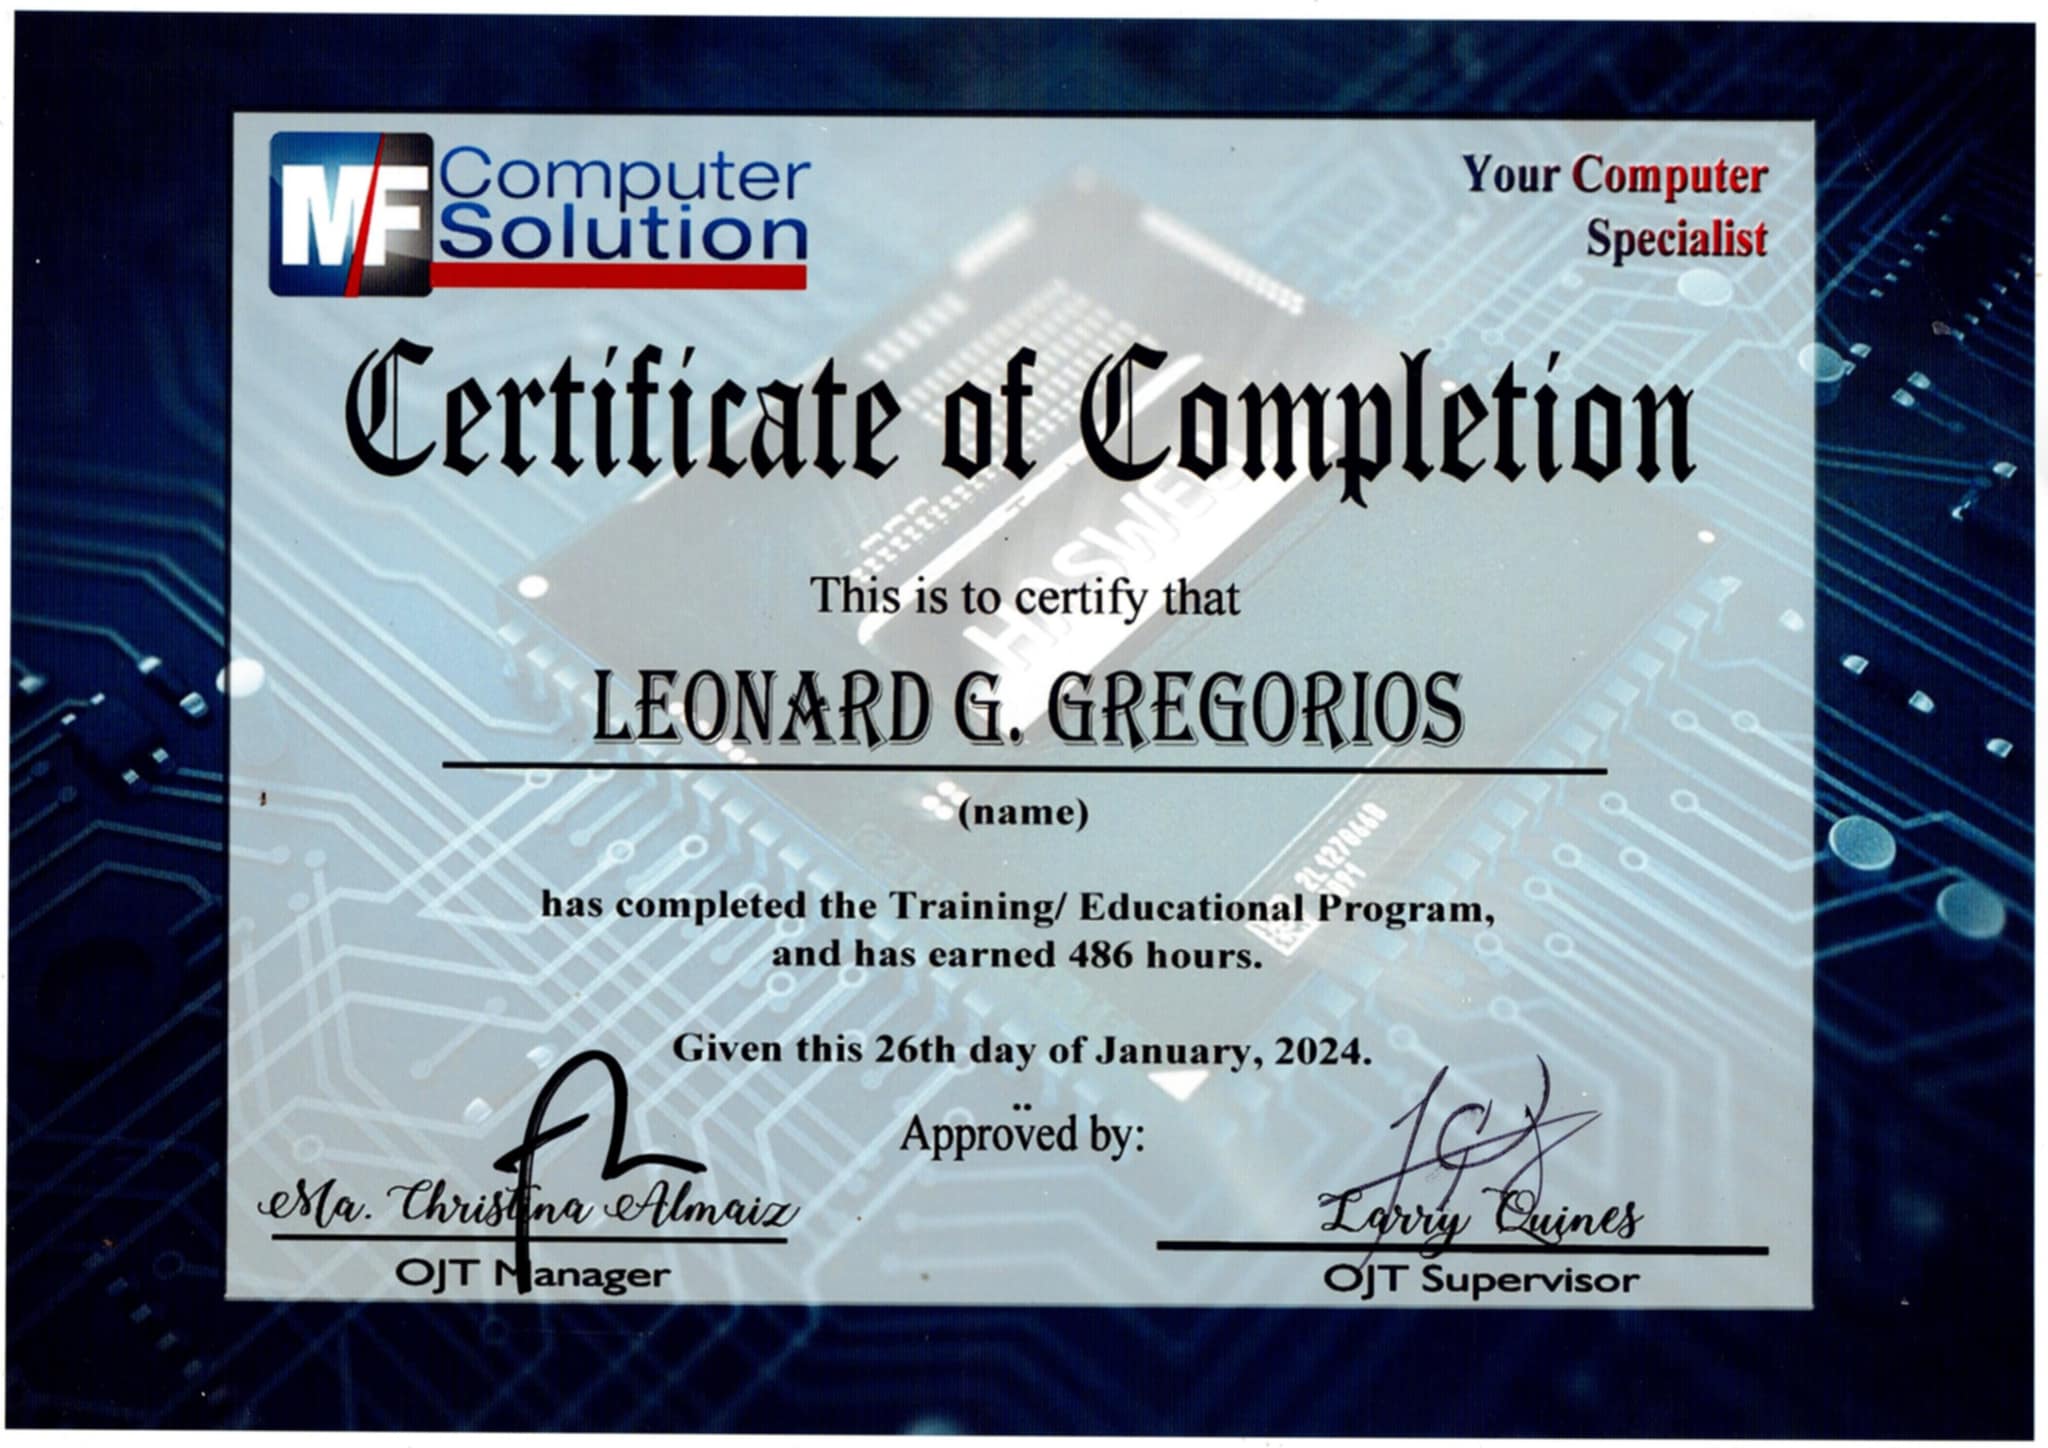 MF Computer
Solution
Your Computer
Specialist
Certificate of Completion
HASWELL
This is to certify that
LEONARD G. GREGORIOS
(name)
has completed the Training/ Educational Program,
and has earned 486 hours.
Given this 26th day of January, 2024.
Approved by:
Ma. Christina Almaiz
OJT Manager
Larry Quines
OJT Supervisor